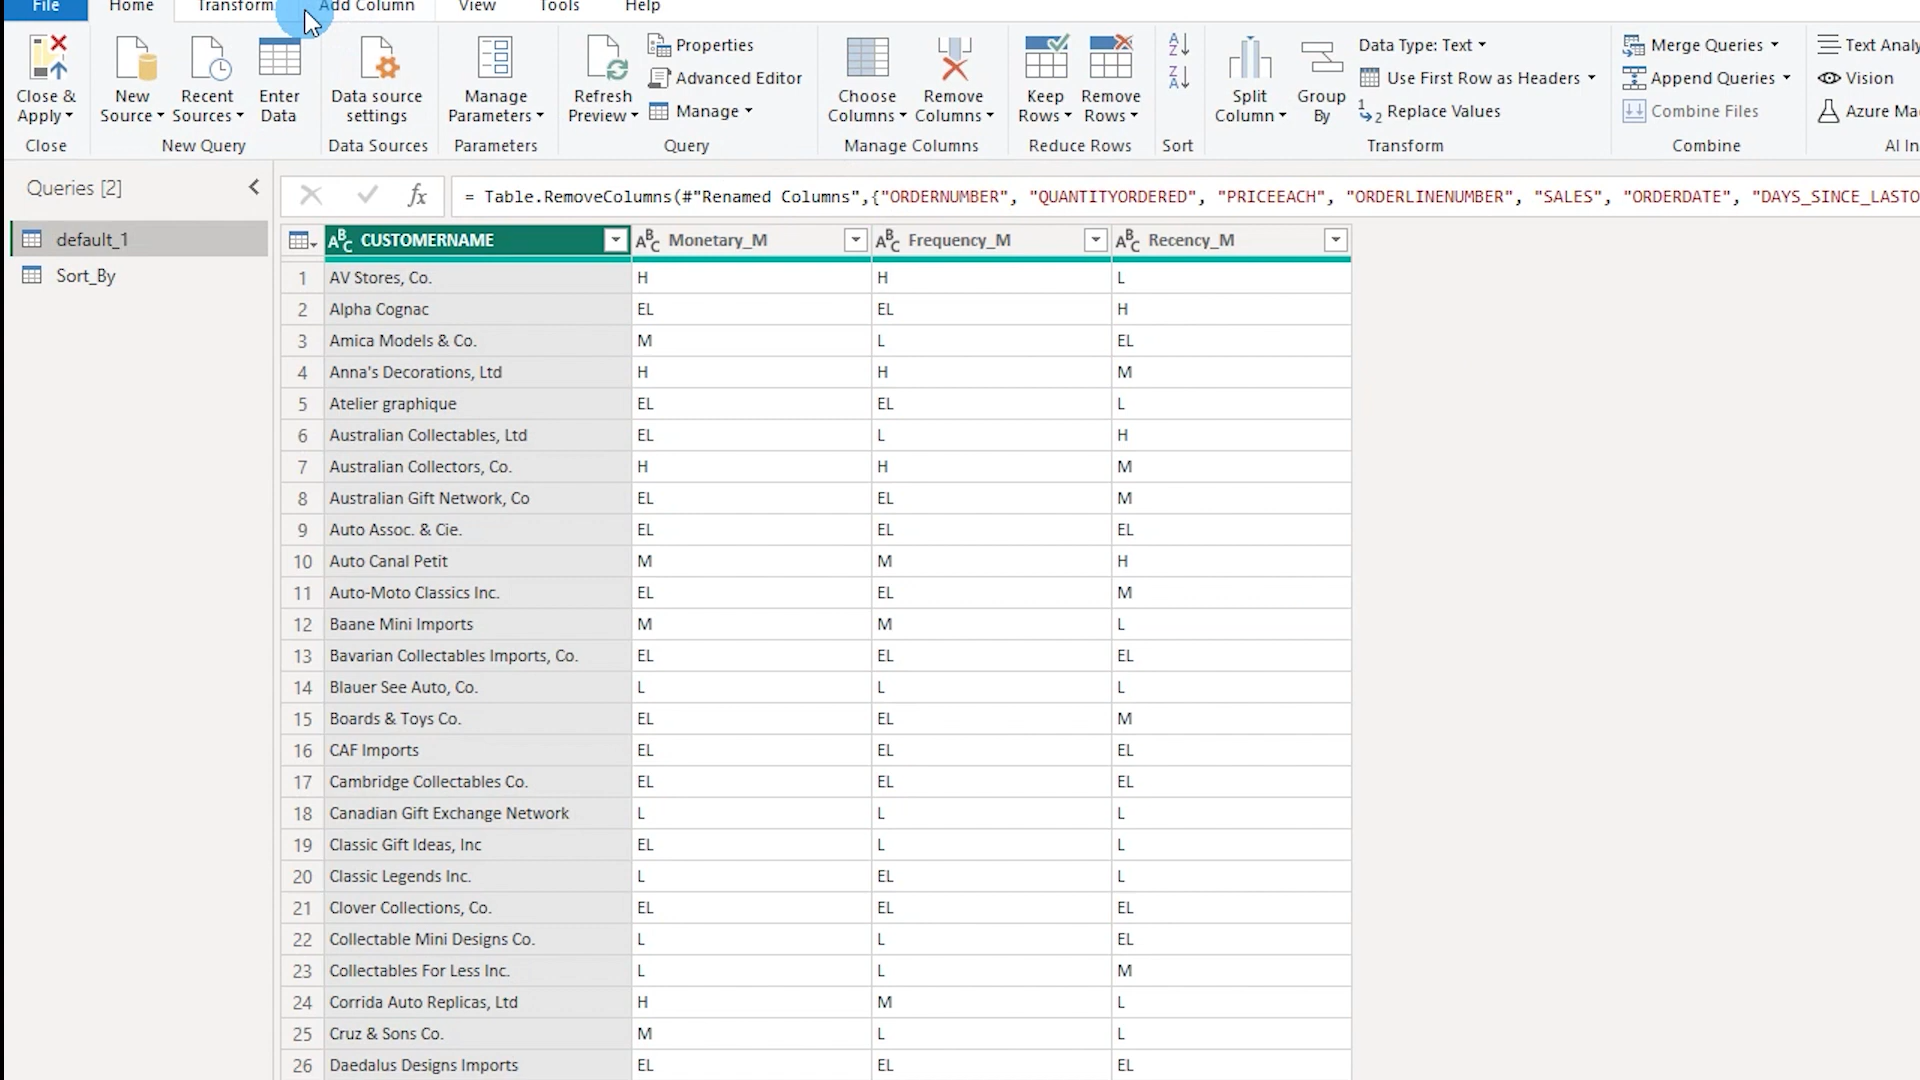 File Home Transform Add Column View Tools Help
Close & Apply
New Source
Recent Sources
Enter Data
Data source settings
Manage Parameters
Refresh Preview
Properties
Advanced Editor
Manage
Choose Columns
Remove Columns
Keep Rows
Remove Rows
Split Column
Group By
Data Type: Text
Use First Row as Headers
Replace Values
Merge Queries
Append Queries
Combine Files
Text Analy
Vision
Azure Ma
Close New Query Data Sources Parameters Query Manage Columns Reduce Rows Sort Transform Combine AI In
Queries [2]
default_1
Sort_By
fx = Table.RemoveColumns(#"Renamed Columns",{"ORDERNUMBER", "QUANTITYORDERED", "PRICEEACH", "ORDERLINENUMBER", "SALES", "ORDERDATE", "DAYS_SINCE_LASTO
ABC CUSTOMERNAME ABC Monetary_M ABC Frequency_M ABC Recency_M
1 AV Stores, Co. H H L
2 Alpha Cognac EL EL H
3 Amica Models & Co. M L EL
4 Anna's Decorations, Ltd H H M
5 Atelier graphique EL EL L
6 Australian Collectables, Ltd EL L H
7 Australian Collectors, Co. H H M
8 Australian Gift Network, Co EL EL M
9 Auto Assoc. & Cie. EL EL EL
10 Auto Canal Petit M M H
11 Auto-Moto Classics Inc. EL EL M
12 Baane Mini Imports M M L
13 Bavarian Collectables Imports, Co. EL EL EL
14 Blauer See Auto, Co. L L L
15 Boards & Toys Co. EL EL M
16 CAF Imports EL EL EL
17 Cambridge Collectables Co. EL EL EL
18 Canadian Gift Exchange Network L L L
19 Classic Gift Ideas, Inc EL L L
20 Classic Legends Inc. L EL L
21 Clover Collections, Co. EL EL EL
22 Collectable Mini Designs Co. L L EL
23 Collectables For Less Inc. L L M
24 Corrida Auto Replicas, Ltd H M L
25 Cruz & Sons Co. M L L
26 Daedalus Designs Imports EL EL EL